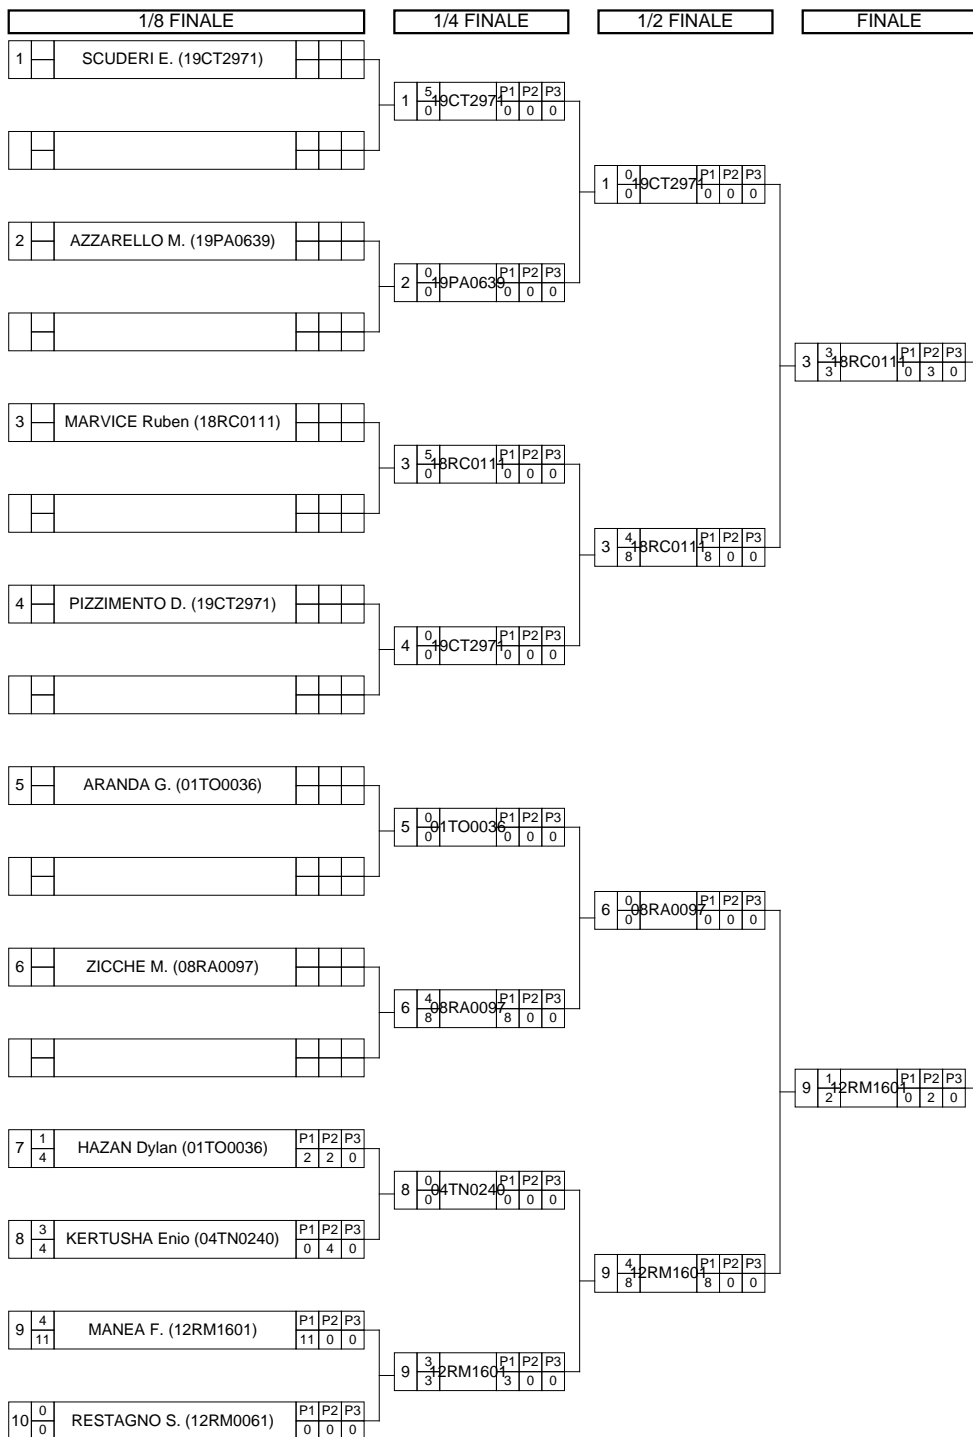 1/8 FINALE 1/4 FINALE 1/2 FINALE FINALE
1 SCUDERI E. (19CT2971)
1 5 0 19CT2971 P1 P2 P3 0 0 0
1 0 0 19CT2971 P1 P2 P3 0 0 0
2 AZZARELLO M. (19PA0639)
2 0 0 19PA0639 P1 P2 P3 0 0 0
3 3 3 18RC0111 P1 P2 P3 0 3 0
3 MARVICE Ruben (18RC0111)
3 5 0 18RC0111 P1 P2 P3 0 0 0
3 4 8 18RC0111 P1 P2 P3 8 0 0
4 PIZZIMENTO D. (19CT2971)
4 0 0 19CT2971 P1 P2 P3 0 0 0
5 ARANDA G. (01TO0036)
5 0 0 01TO0036 P1 P2 P3 0 0 0
6 0 0 08RA0097 P1 P2 P3 0 0 0
6 ZICCHE M. (08RA0097)
6 4 8 08RA0097 P1 P2 P3 8 0 0
9 1 2 12RM1601 P1 P2 P3 0 2 0
7 1 4 HAZAN Dylan (01TO0036) P1 P2 P3 2 2 0
8 0 0 04TN0240 P1 P2 P3 0 0 0
8 3 4 KERTUSHA Enio (04TN0240) P1 P2 P3 0 4 0
9 4 8 12RM1601 P1 P2 P3 8 0 0
9 4 11 MANEA F. (12RM1601) P1 P2 P3 11 0 0
9 3 3 12RM1601 P1 P2 P3 3 0 0
10 0 0 RESTAGNO S. (12RM0061) P1 P2 P3 0 0 0